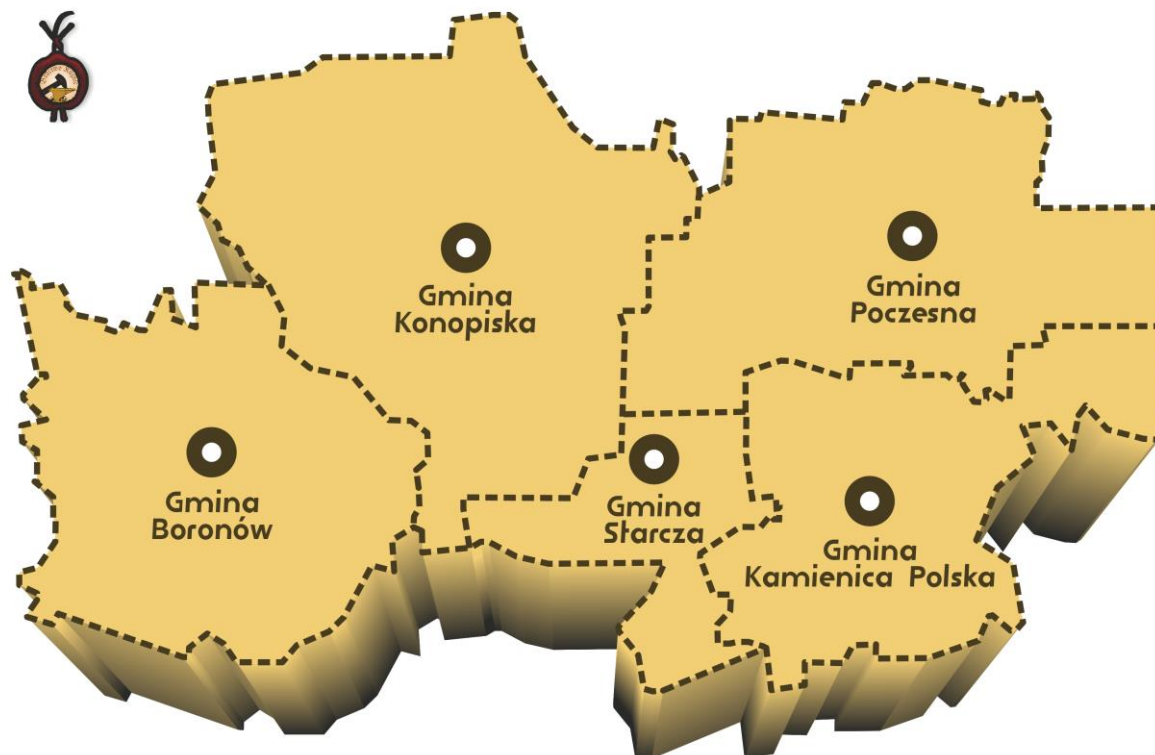 Gmina
Konopiska
Gmina
Poczesna
Gmina
Boronów
Gmina
Starcza
Gmina
Kamienica Polska